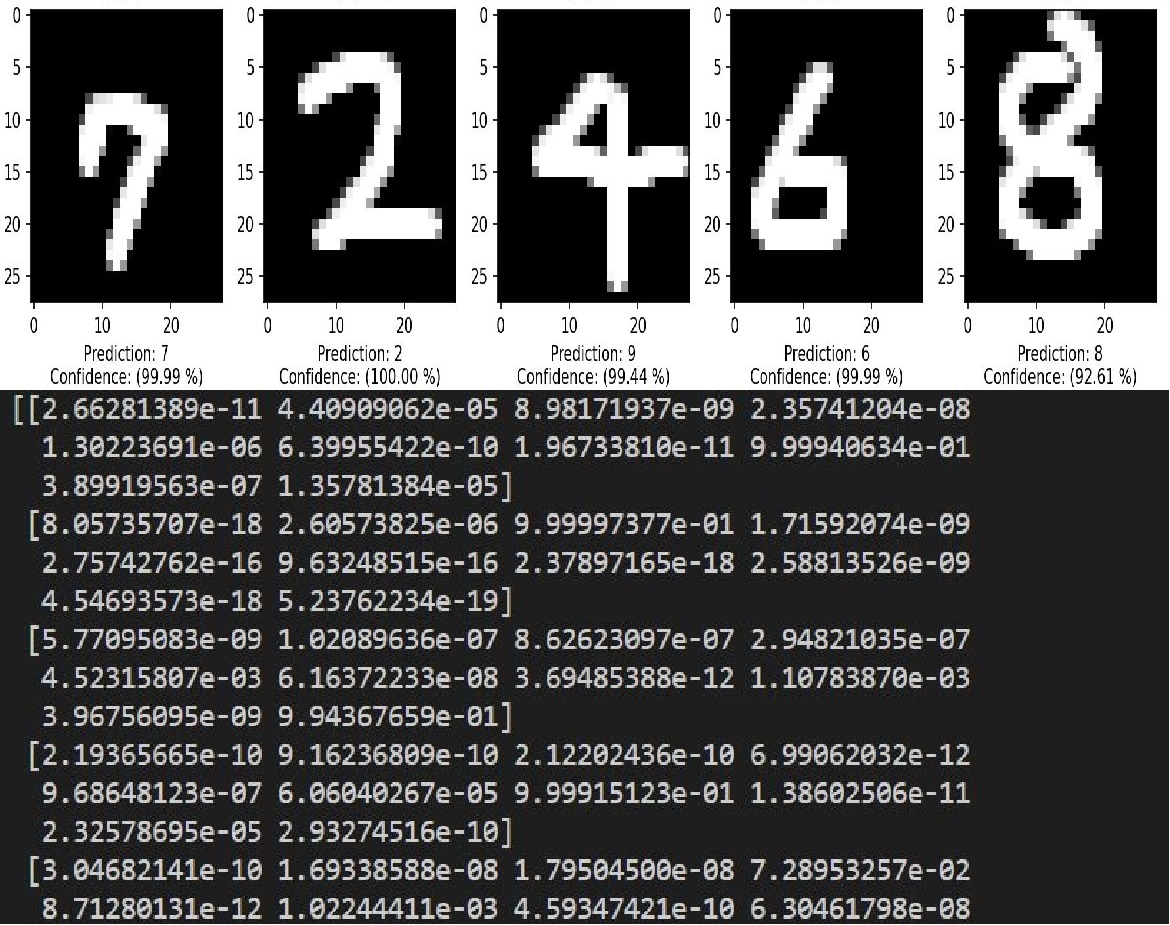 0 0 0 0 0
5 5 5 5 5
10 10 10 10 10
15 15 15 15 15
20 20 20 20 20
25 25 25 25 25
7 2 4 6 8
0 10 20 0 10 20 0 10 20 0 10 20 0 10 20
Prediction: 7 Prediction: 2 Prediction: 9 Prediction: 6 Prediction: 8
Confidence: (99.99 %) Confidence: (100.00 %) Confidence: (99.44 %) Confidence: (99.99 %) Confidence: (92.61 %)
[[2.66281389e-11 4.40909062e-05 8.98171937e-09 2.35741204e-08
1.30223691e-06 6.39955422e-10 1.96733810e-11 9.99940634e-01
3.89919563e-07 1.35781384e-05]
[8.05735707e-18 2.60573825e-06 9.99997377e-01 1.71592074e-09
2.75742762e-16 9.63248515e-16 2.37897165e-18 2.58813526e-09
4.54693573e-18 5.23762234e-19]
[5.77095083e-09 1.02089636e-07 8.62623097e-07 2.94821035e-07
4.52315807e-03 6.16372233e-08 3.69485388e-12 1.10783870e-03
3.96756095e-09 9.94367659e-01]
[2.19365665e-10 9.16236809e-10 2.12202436e-10 6.99062032e-12
9.68648123e-07 6.06040267e-05 9.99915123e-01 1.38602506e-11
2.32578695e-05 2.93274516e-10]
[3.04682141e-10 1.69338588e-08 1.79504500e-08 7.28953257e-02
8.71280131e-12 1.02244411e-03 4.59347421e-10 6.30461798e-08